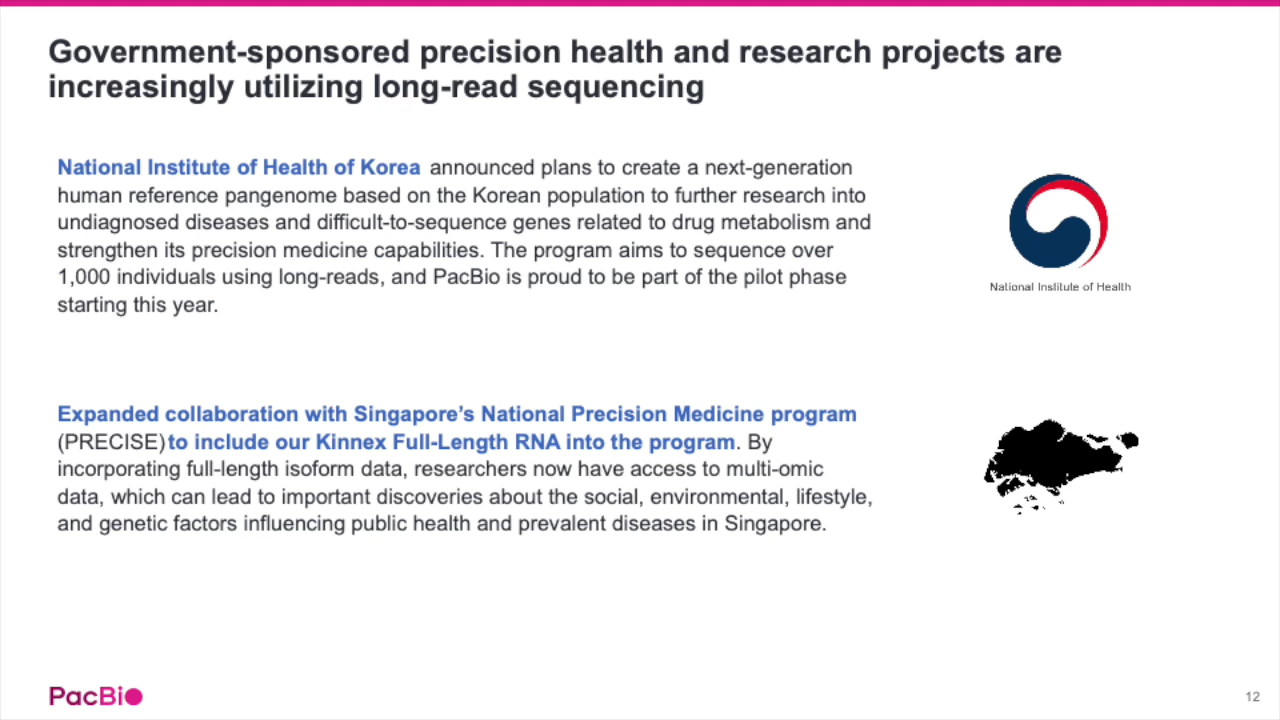 Government-sponsored precision health and research projects are
increasingly utilizing long-read sequencing
National Institute of Health of Korea announced plans to create a next-generation
human reference pangenome based on the Korean population to further research into
undiagnosed diseases and difficult-to-sequence genes related to drug metabolism and
strengthen its precision medicine capabilities. The program aims to sequence over
1,000 individuals using long-reads, and PacBio is proud to be part of the pilot phase
starting this year.
National Institute of Health
Expanded collaboration with Singapore’s National Precision Medicine program
(PRECISE) to include our Kinnex Full-Length RNA into the program. By
incorporating full-length isoform data, researchers now have access to multi-omic
data, which can lead to important discoveries about the social, environmental, lifestyle,
and genetic factors influencing public health and prevalent diseases in Singapore.
PacBio
12